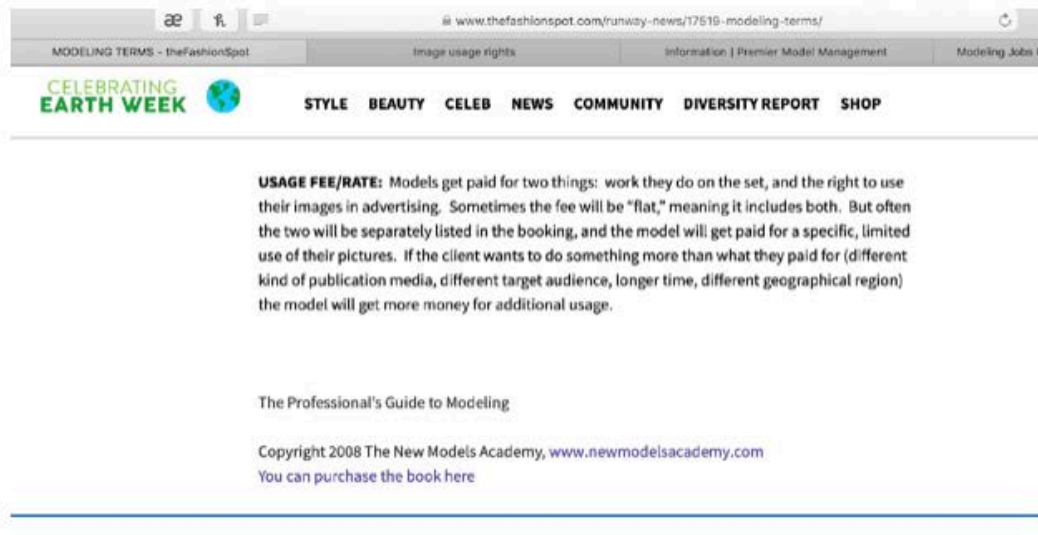 æ
www.thefashionspot.com/runway-news/17519-modeling-terms/
MODELING TERMS - theFashionSpot
Image usage rights
Information | Premier Model Management
Modeling Jobs
CELEBRATING
EARTH WEEK
STYLE BEAUTY CELEB NEWS COMMUNITY DIVERSITY REPORT SHOP
USAGE FEE/RATE: Models get paid for two things: work they do on the set, and the right to use
their images in advertising. Sometimes the fee will be "flat," meaning it includes both. But often
the two will be separately listed in the booking, and the model will get paid for a specific, limited
use of their pictures. If the client wants to do something more than what they paid for (different
kind of publication media, different target audience, longer time, different geographical region)
the model will get more money for additional usage.
The Professional's Guide to Modeling
Copyright 2008 The New Models Academy, www.newmodelsacademy.com
You can purchase the book here